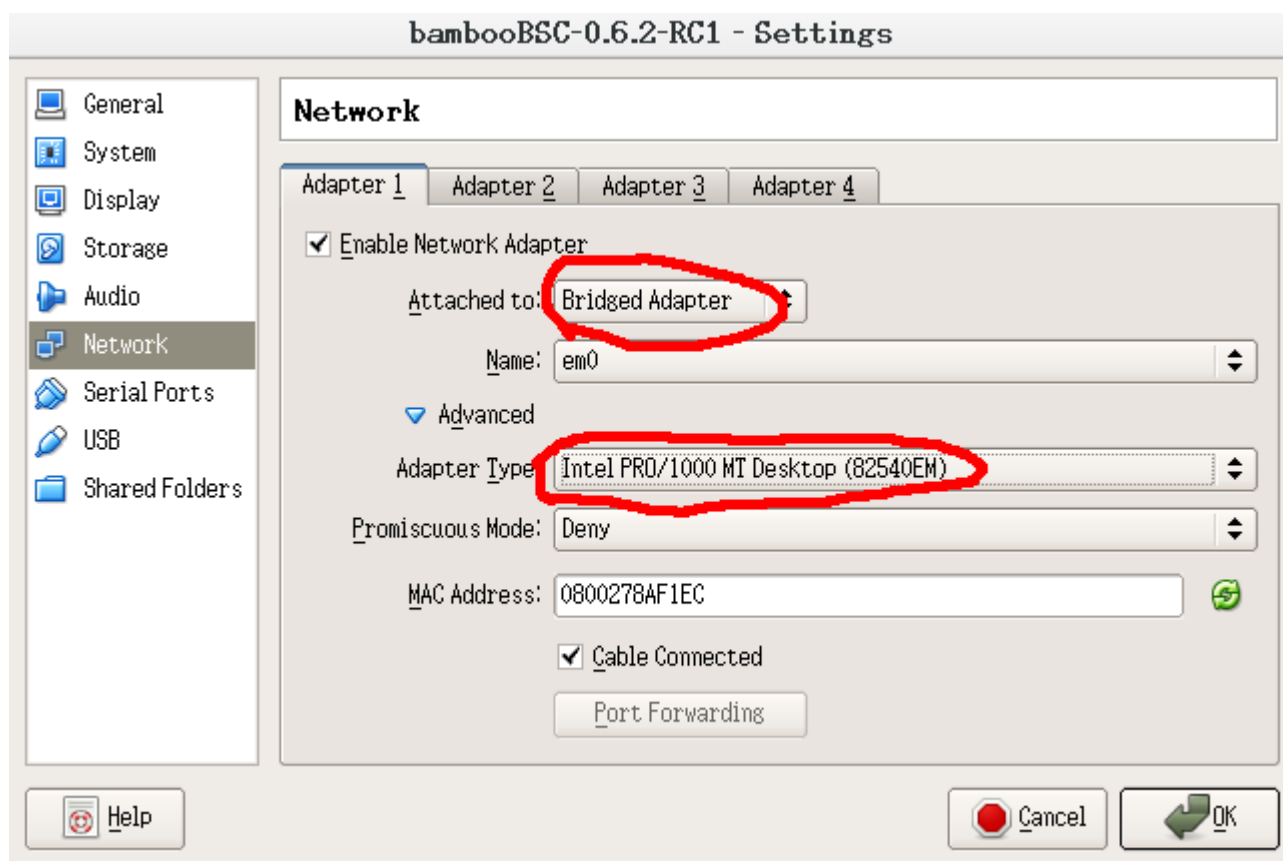 bambooBSC-0.6.2-RC1 - Settings
General
System
Display
Storage
Audio
Network
Serial Ports
USB
Shared Folders
Network
Adapter 1 Adapter 2 Adapter 3 Adapter 4
Enable Network Adapter
Attached to: Bridged Adapter
Name: em0
Advanced
Adapter Type Intel PRO/1000 MT Desktop (82540EM)
Promiscuous Mode: Deny
MAC Address: 0800278AF1EC
Cable Connected
Port Forwarding
Help Cancel OK